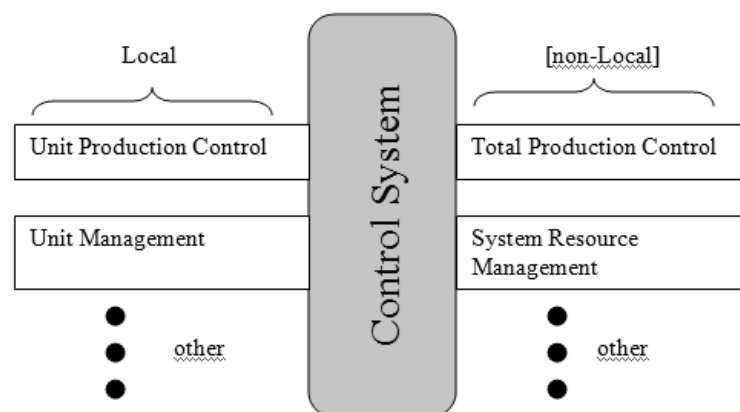 Local
[non-Local]
Unit Production Control
Control System
Total Production Control
Unit Management
System Resource
Management
other
other